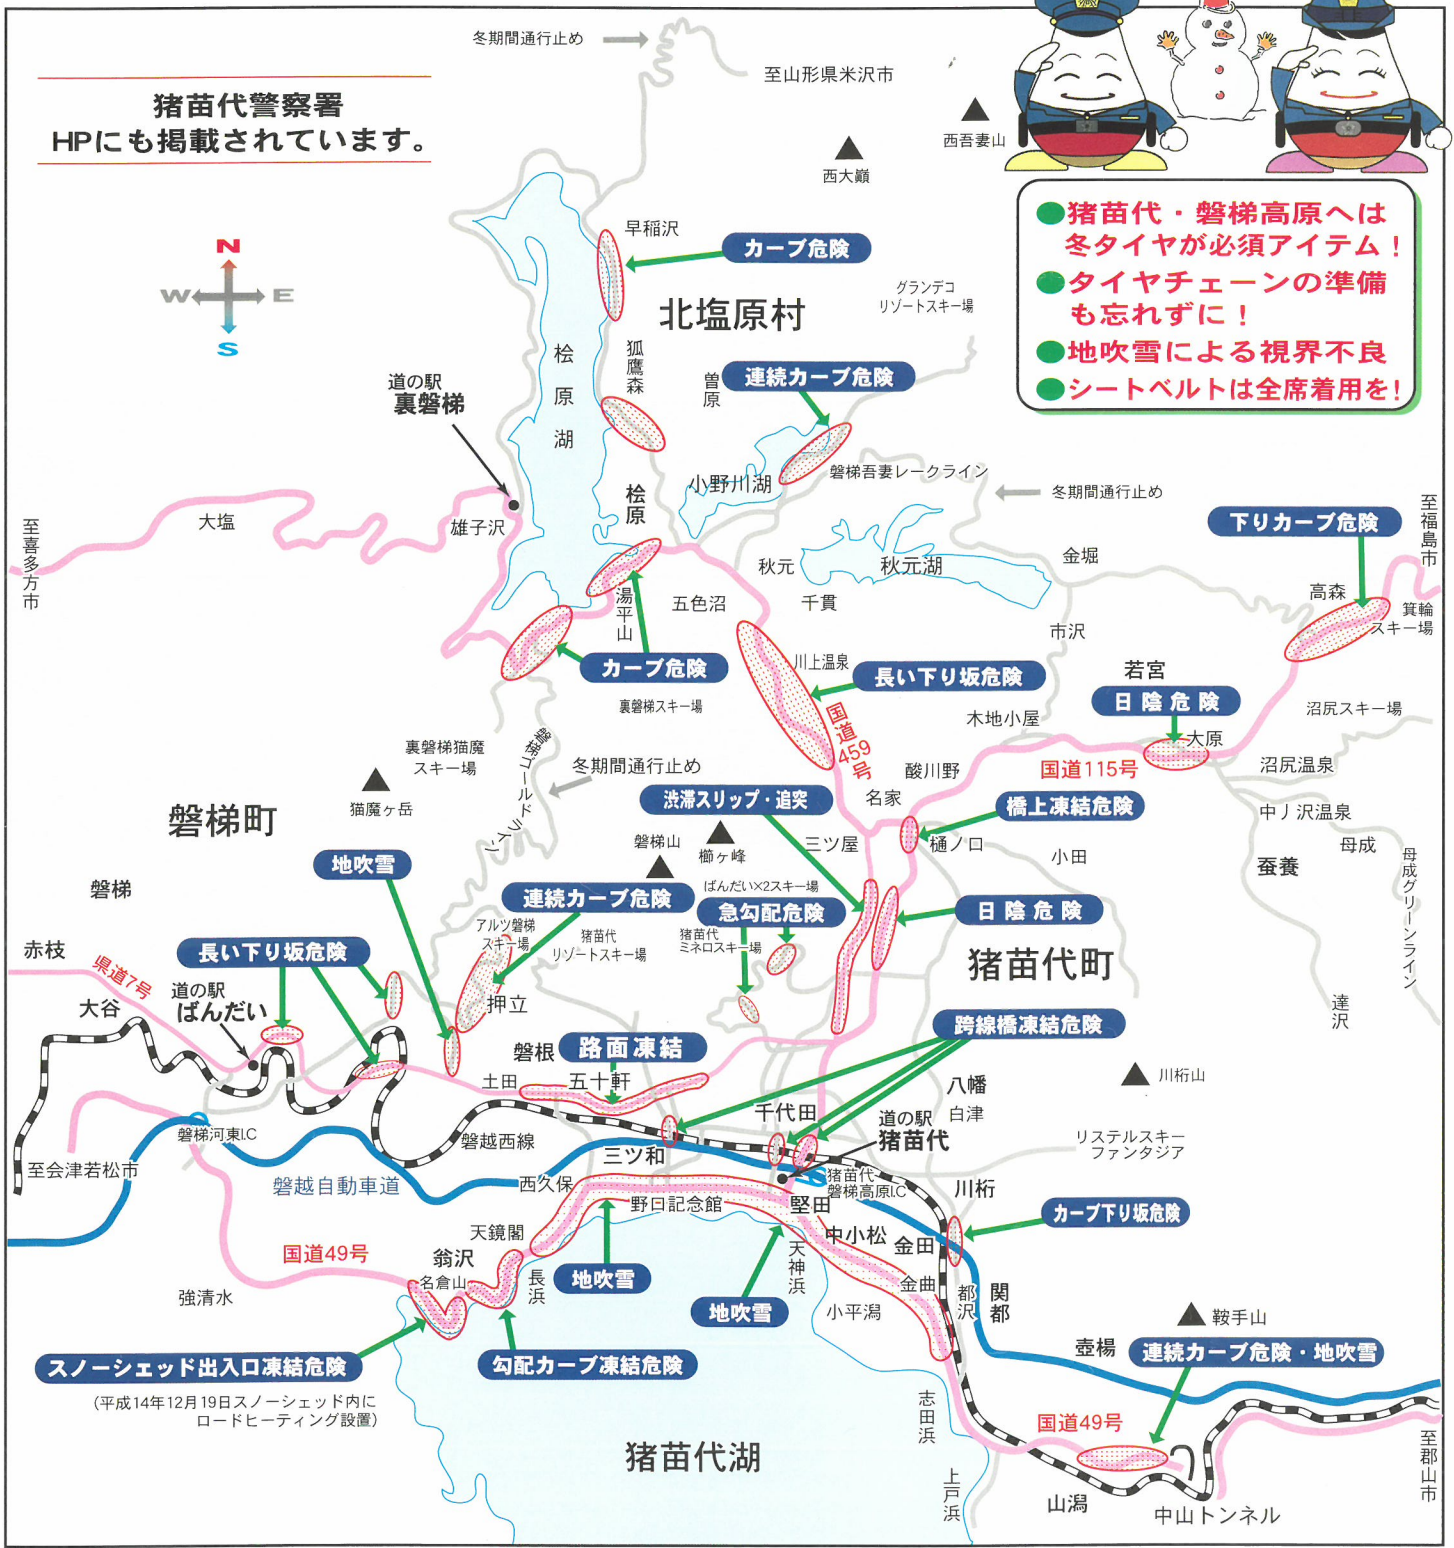 冬期間通行止め
至山形県米沢市
猪苗代警察署
HPにも掲載されています。
西吾妻山
西大巓
猪苗代・磐梯高原へは
冬タイヤが必須アイテム！
タイヤチェーンの準備
も忘れずに！
地吹雪による視界不良
シートベルトは全席着用を！
N
W
E
S
早稲沢
カーブ危険
北塩原村
グランデコ
リゾートスキー場
桧原湖
狐鷹森
曽原
連続カーブ危険
道の駅
裏磐梯
小野川湖
磐梯吾妻レークライン
冬期間通行止め
桧原
大塩
雄子沢
至喜多方市
下りカーブ危険
至福島市
秋元
秋元湖
金堀
高森
箕輪
スキー場
湯平山
五色沼
千貫
市沢
カーブ危険
川上温泉
長い下り坂危険
若宮
日陰危険
裏磐梯スキー場
国道459号
木地小屋
大原
沼尻スキー場
磐梯ゴールドライン
裏磐梯猫魔
スキー場
冬期間通行止め
酸川野
国道115号
沼尻温泉
猫魔ヶ岳
渋滞スリップ・追突
名家
橋上凍結危険
中ノ沢温泉
磐梯町
磐梯山
櫛ヶ峰
三ツ屋
樋ノ口
小田
母成
母成グリーンライン
地吹雪
蚕養
磐梯
連続カーブ危険
ばんだい×2スキー場
急勾配危険
日陰危険
アルツ磐梯
スキー場
猪苗代
リゾートスキー場
猪苗代
ミネロスキー場
赤枝
長い下り坂危険
猪苗代町
県道7号
道の駅
ばんだい
大谷
押立
達沢
跨線橋凍結危険
磐根
路面凍結
土田
五十軒
八幡
白津
川桁山
千代田
道の駅
猪苗代
磐梯河東I.C
磐越西線
三ツ和
リステルスキー
ファンタジア
至会津若松市
磐越自動車道
西久保
野口記念館
猪苗代
磐梯高原I.C
堅田
川桁
カーブ下り坂危険
天鏡閣
中小松
金田
国道49号
翁沢
名倉山
長浜
地吹雪
天神浜
金曲
都沢
関都
強清水
地吹雪
小平潟
鞍手山
スノーシェッド出入口凍結危険
勾配カーブ凍結危険
壺楊
連続カーブ危険・地吹雪
（平成14年12月19日スノーシェッド内に
ロードヒーティング設置）
志田浜
国道49号
猪苗代湖
至郡山市
上戸浜
山潟
中山トンネル